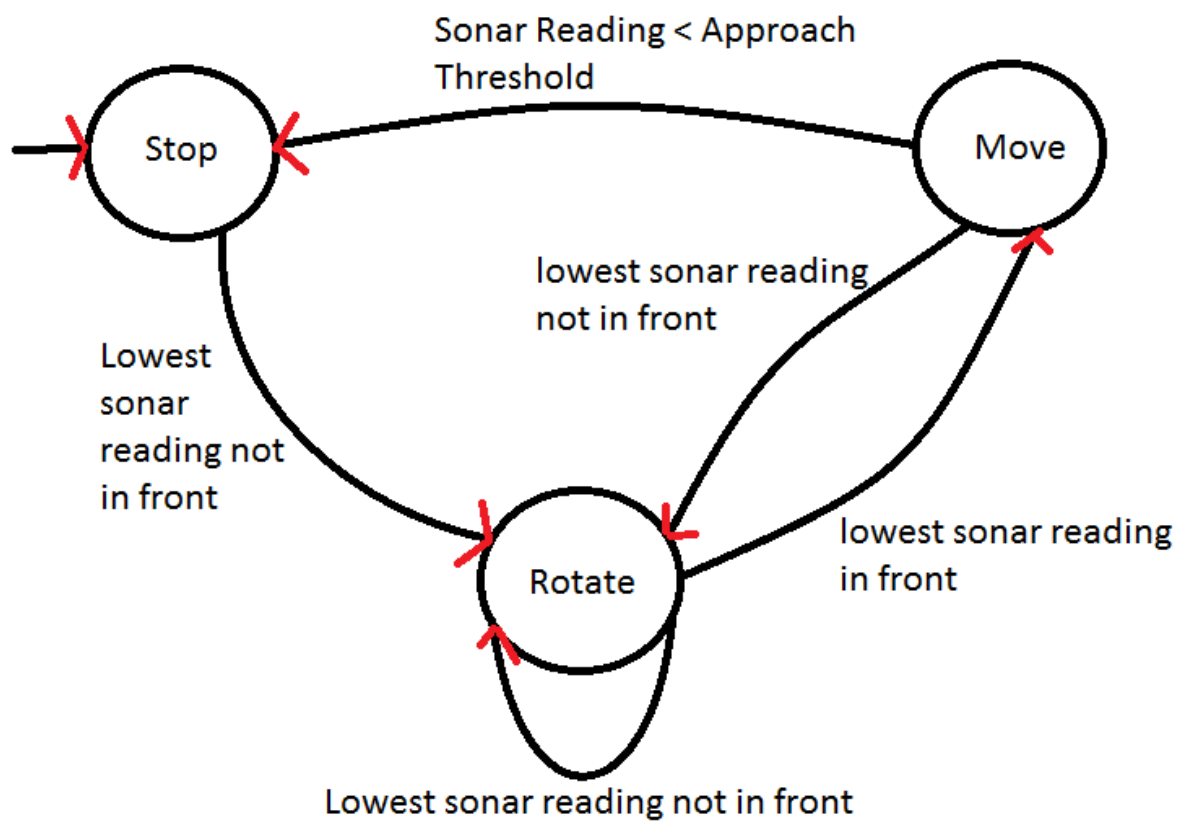 Sonar Reading < Approach
Threshold
Stop
Move
lowest sonar reading
not in front
Lowest
sonar
reading not
in front
lowest sonar reading
in front
Rotate
Lowest sonar reading not in front